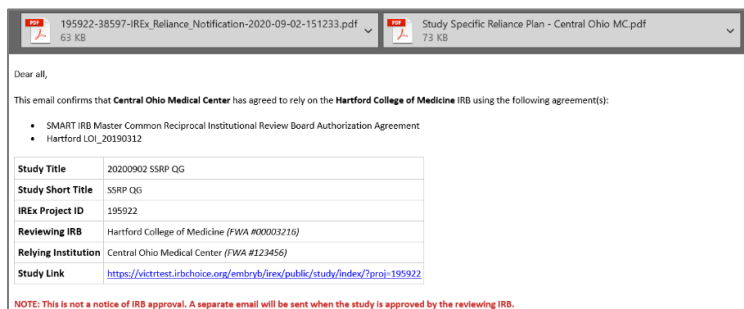 PDF 195922-38597-IREx_Reliance_Notification-2020-09-02-151233.pdf
63 KB
PDF Study Specific Reliance Plan - Central Ohio MC.pdf
73 KB
Dear all,
This email confirms that Central Ohio Medical Center has agreed to rely on the Hartford College of Medicine IRB using the following agreement(s):
• SMART IRB Master Common Reciprocal Institutional Review Board Authorization Agreement
• Hartford LOI_20190312
Study Title 20200902 SSRP QG
Study Short Title SSRP QG
IREx Project ID 195922
Reviewing IRB Hartford College of Medicine (FWA #00003216)
Relying Institution Central Ohio Medical Center (FWA #123456)
Study Link https://victrtest.irbchoice.org/embryb/irex/public/study/index/?proj=195922
NOTE: This is not a notice of IRB approval. A separate email will be sent when the study is approved by the reviewing IRB.